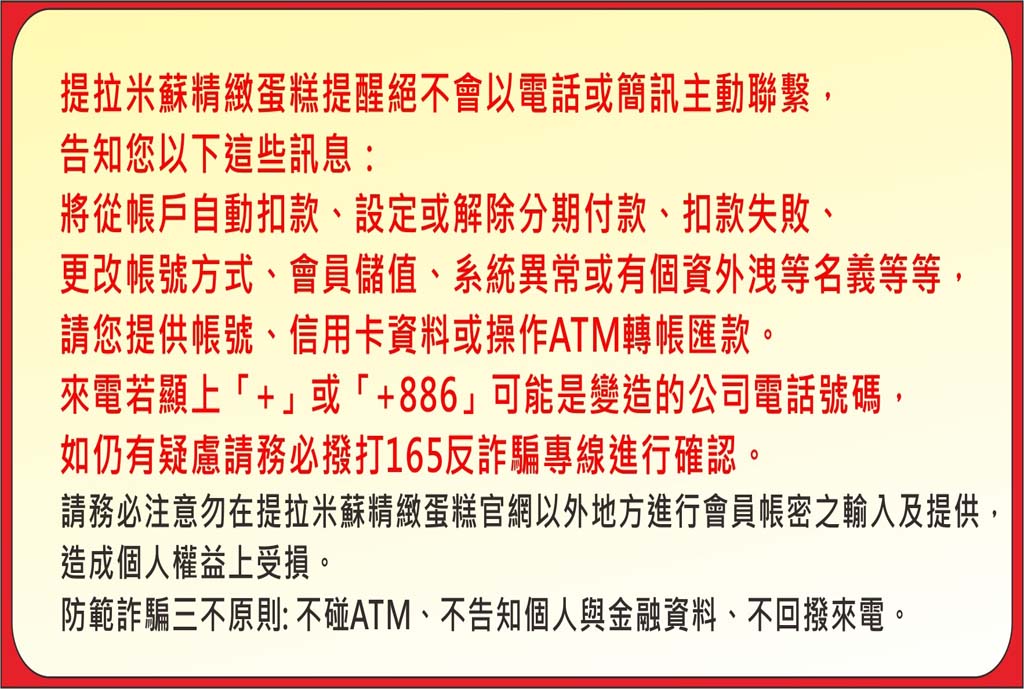 提拉米蘇精緻蛋糕提醒絕不會以電話或簡訊主動聯繫，
告知您以下這些訊息：
將從帳戶自動扣款、設定或解除分期付款、扣款失敗、
更改帳號方式、會員儲值、系統異常或有個資外洩等名義等等，
請您提供帳號、信用卡資料或操作ATM轉帳匯款。
來電若顯上「+」或「+886」可能是變造的公司電話號碼，
如仍有疑慮請務必撥打165反詐騙專線進行確認。
請務必注意勿在提拉米蘇精緻蛋糕官網以外地方進行會員帳密之輸入及提供，
造成個人權益上受損。
防範詐騙三不原則: 不碰ATM、不告知個人與金融資料、不回撥來電。